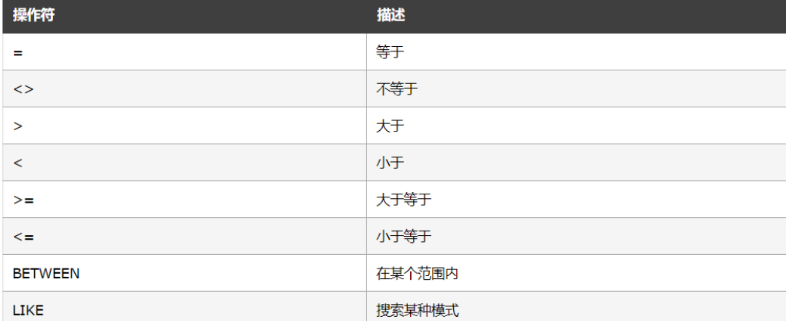 操作符 描述
= 等于
<> 不等于
> 大于
< 小于
>= 大于等于
<= 小于等于
BETWEEN 在某个范围内
LIKE 搜索某种模式